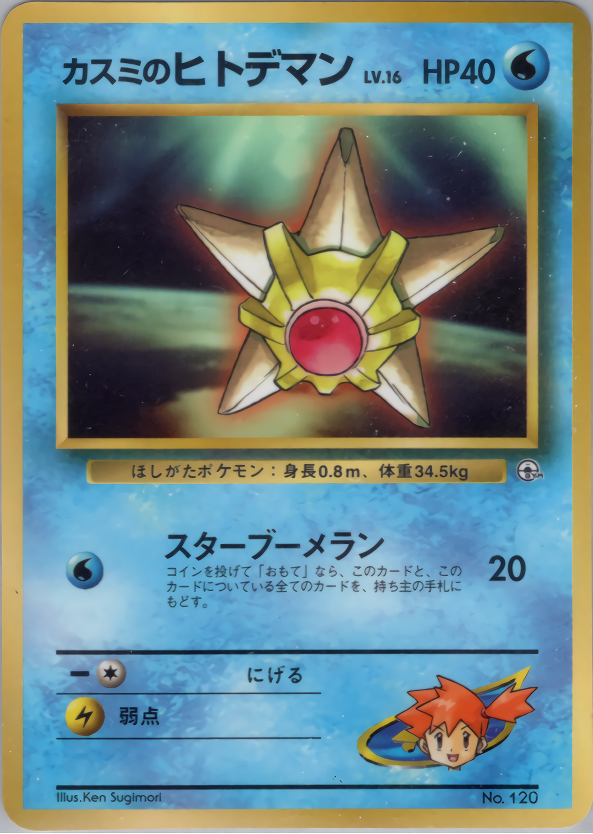 カスミのヒトデマン LV.16 HP40
ほしがたポケモン：身長0.8m、体重34.5kg
GYM
スターブーメラン 20
コインを投げて「おもて」なら、このカードと、この
カードについている全てのカードを、持ち主の手札に
もどす。
にげる
弱点
Illus.Ken Sugimori
No. 120